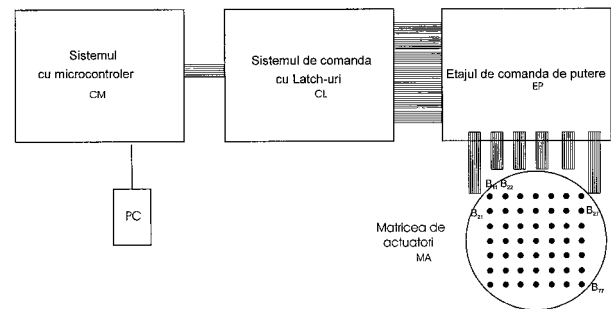 Sistemul
cu microcontroler
CM
Sistemul de comanda
cu Latch-uri
CL
Etajul de comanda de putere
EP
PC
Matricea de
actuatori
MA
B₁₁ B₂₂
B₂₁
B₂₇
B₇₇